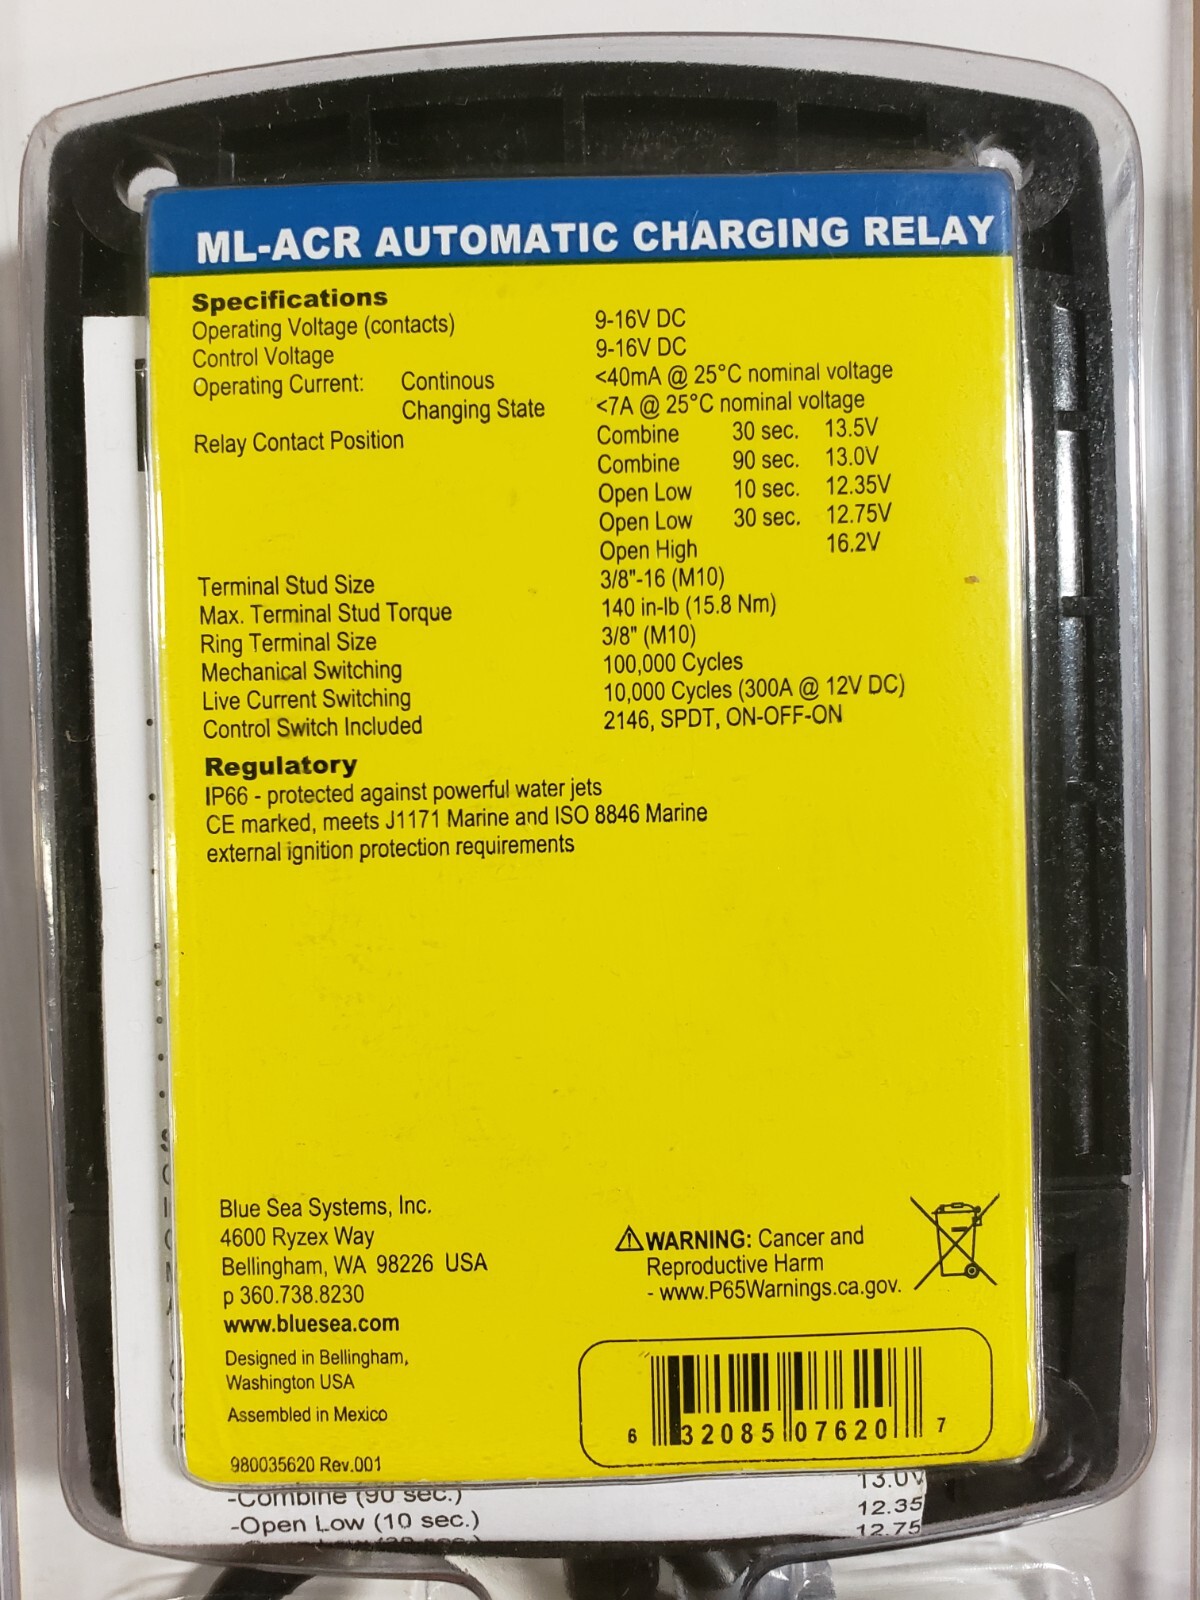 ML-ACR AUTOMATIC CHARGING RELAY
Specifications
Operating Voltage (contacts) 9-16V DC
Control Voltage 9-16V DC
Operating Current: Continous <40mA @ 25°C nominal voltage
Changing State <7A @ 25°C nominal voltage
Relay Contact Position Combine 30 sec. 13.5V
Combine 90 sec. 13.0V
Open Low 10 sec. 12.35V
Open Low 30 sec. 12.75V
Open High 16.2V
Terminal Stud Size 3/8"-16 (M10)
Max. Terminal Stud Torque 140 in-lb (15.8 Nm)
Ring Terminal Size 3/8" (M10)
Mechanical Switching 100,000 Cycles
Live Current Switching 10,000 Cycles (300A @ 12V DC)
Control Switch Included 2146, SPDT, ON-OFF-ON
Regulatory
IP66 - protected against powerful water jets
CE marked, meets J1171 Marine and ISO 8846 Marine
external ignition protection requirements
Blue Sea Systems, Inc.
4600 Ryzex Way
Bellingham, WA 98226 USA
p 360.738.8230
www.bluesea.com
Designed in Bellingham,
Washington USA
Assembled in Mexico
980035620 Rev.001
WARNING: Cancer and
Reproductive Harm
- www.P65Warnings.ca.gov.
6 32085 07620 7
-Combine (90 sec.) 13.0V
-Open Low (10 sec.) 12.35
12.75